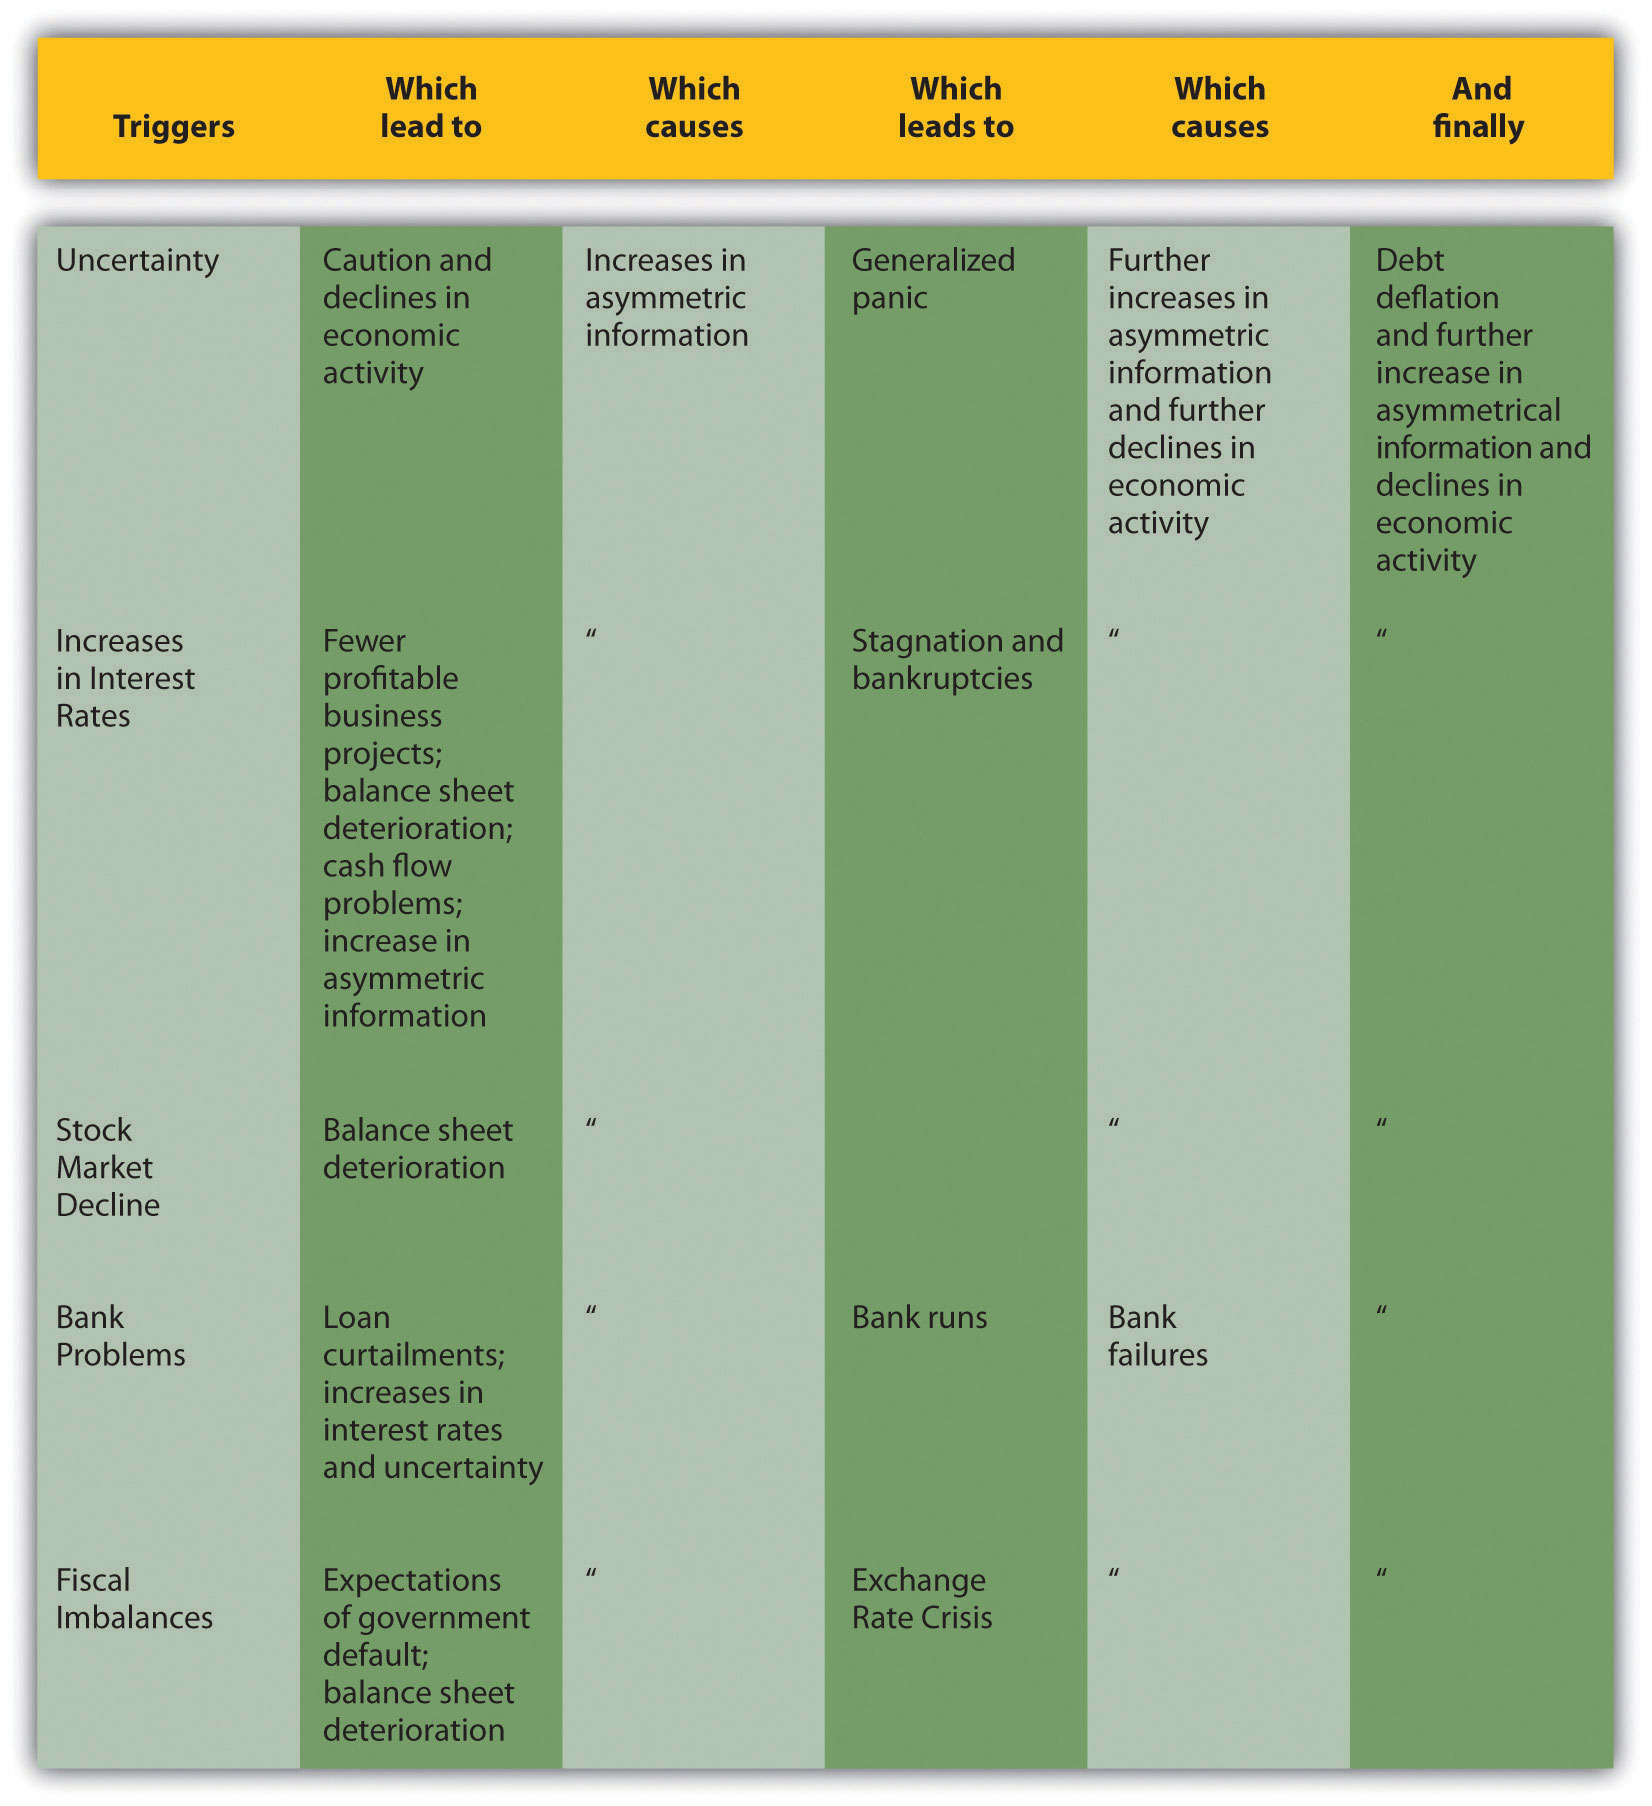 Triggers
Which
lead to
Which
causes
Which
leads to
Which
causes
And
finally
Uncertainty
Caution and
declines in
economic
activity
Increases in
asymmetric
information
Generalized
panic
Further
increases in
asymmetric
information
and further
declines in
economic
activity
Debt
deflation
and further
increase in
asymmetrical
information and
declines in
economic
activity
Increases
in Interest
Rates
Fewer
profitable
business
projects;
balance sheet
deterioration;
cash flow
problems;
increase in
asymmetric
information
“
Stagnation and
bankruptcies
“
“
Stock
Market
Decline
Balance sheet
deterioration
“
“
“
Bank
Problems
Loan
curtailments;
increases in
interest rates
and uncertainty
“
Bank runs
Bank
failures
“
Fiscal
Imbalances
Expectations
of government
default;
balance sheet
deterioration
“
Exchange
Rate Crisis
“
“